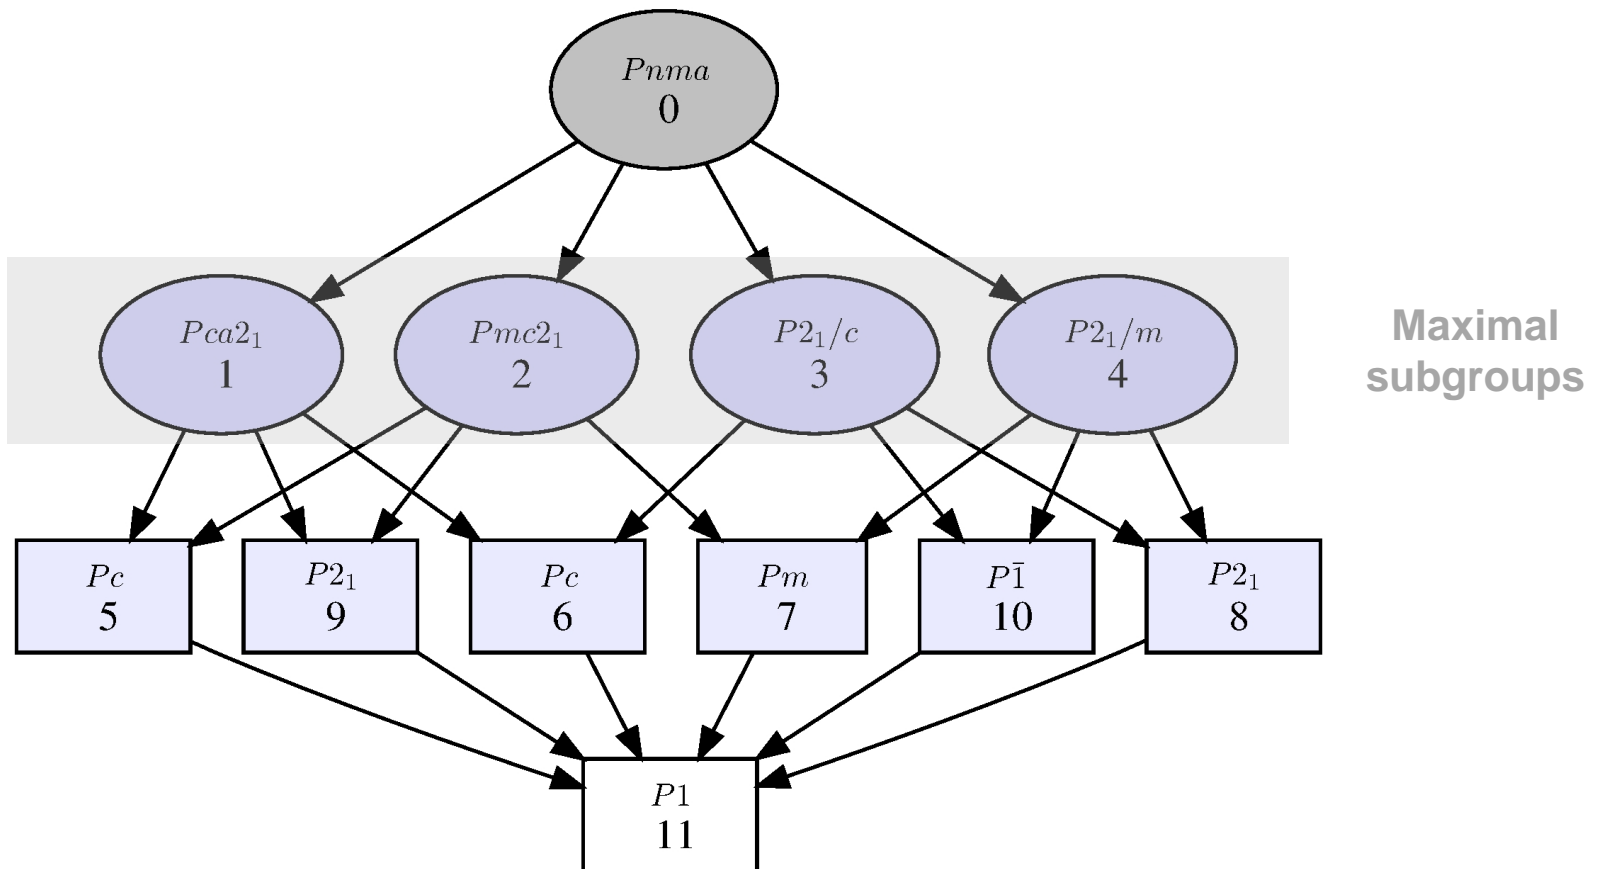 Pnma
0
Pca2₁
1
Pmc2₁
2
P2₁/c
3
P2₁/m
4
Maximal
subgroups
Pc
5
P2₁
9
Pc
6
Pm
7
P1̄
10
P2₁
8
P1
11